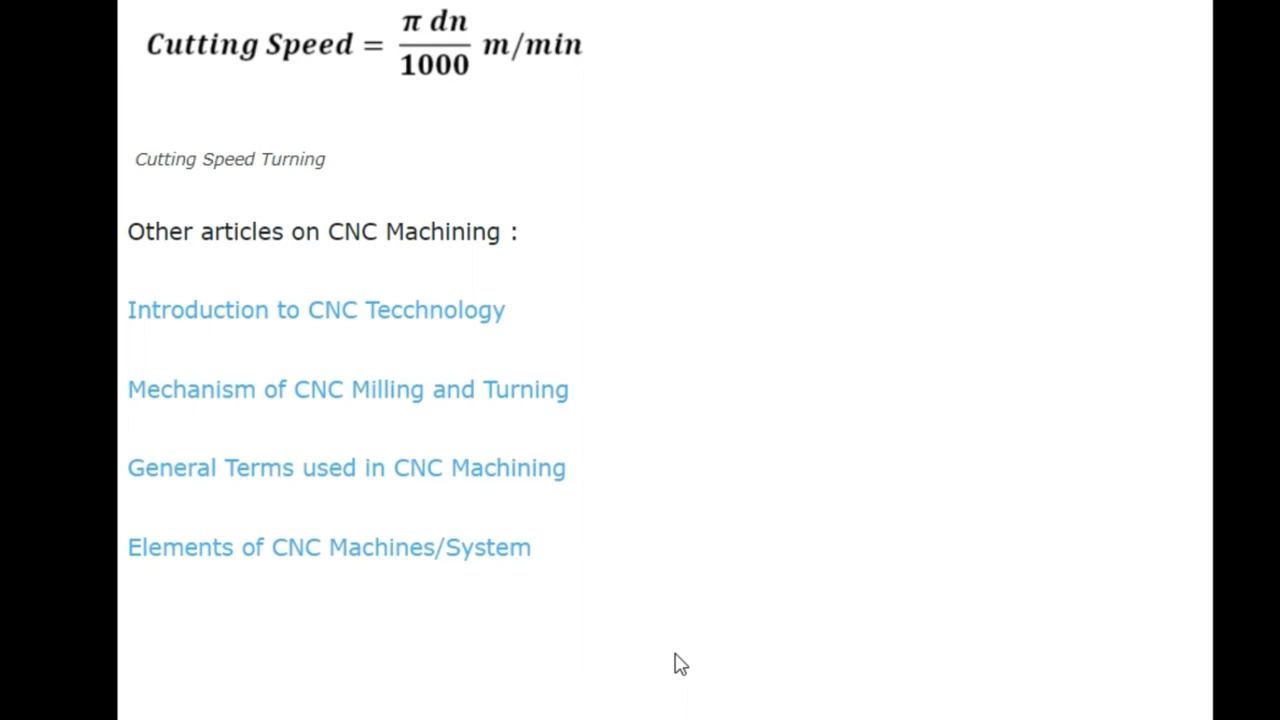 Cutting Speed = π dn / 1000 m/min
Cutting Speed Turning
Other articles on CNC Machining :
Introduction to CNC Tecchnology
Mechanism of CNC Milling and Turning
General Terms used in CNC Machining
Elements of CNC Machines/System